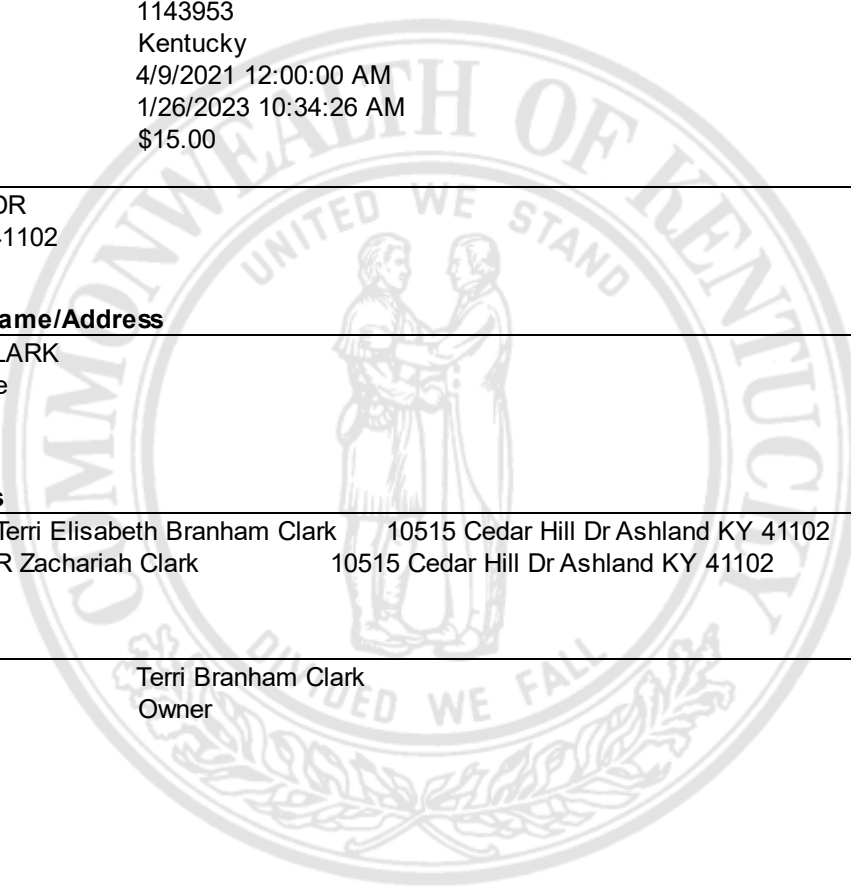 1143953
Kentucky
4/9/2021 12:00:00 AM
1/26/2023 10:34:26 AM
$15.00
DR
41102
ame/Address
LARK
e
s
Terri Elisabeth Branham Clark 10515 Cedar Hill Dr Ashland KY 41102
R Zachariah Clark 10515 Cedar Hill Dr Ashland KY 41102
Terri Branham Clark
Owner
COMMONWEALTH OF KENTUCKY
UNITED WE STAND
DIVIDED WE FALL